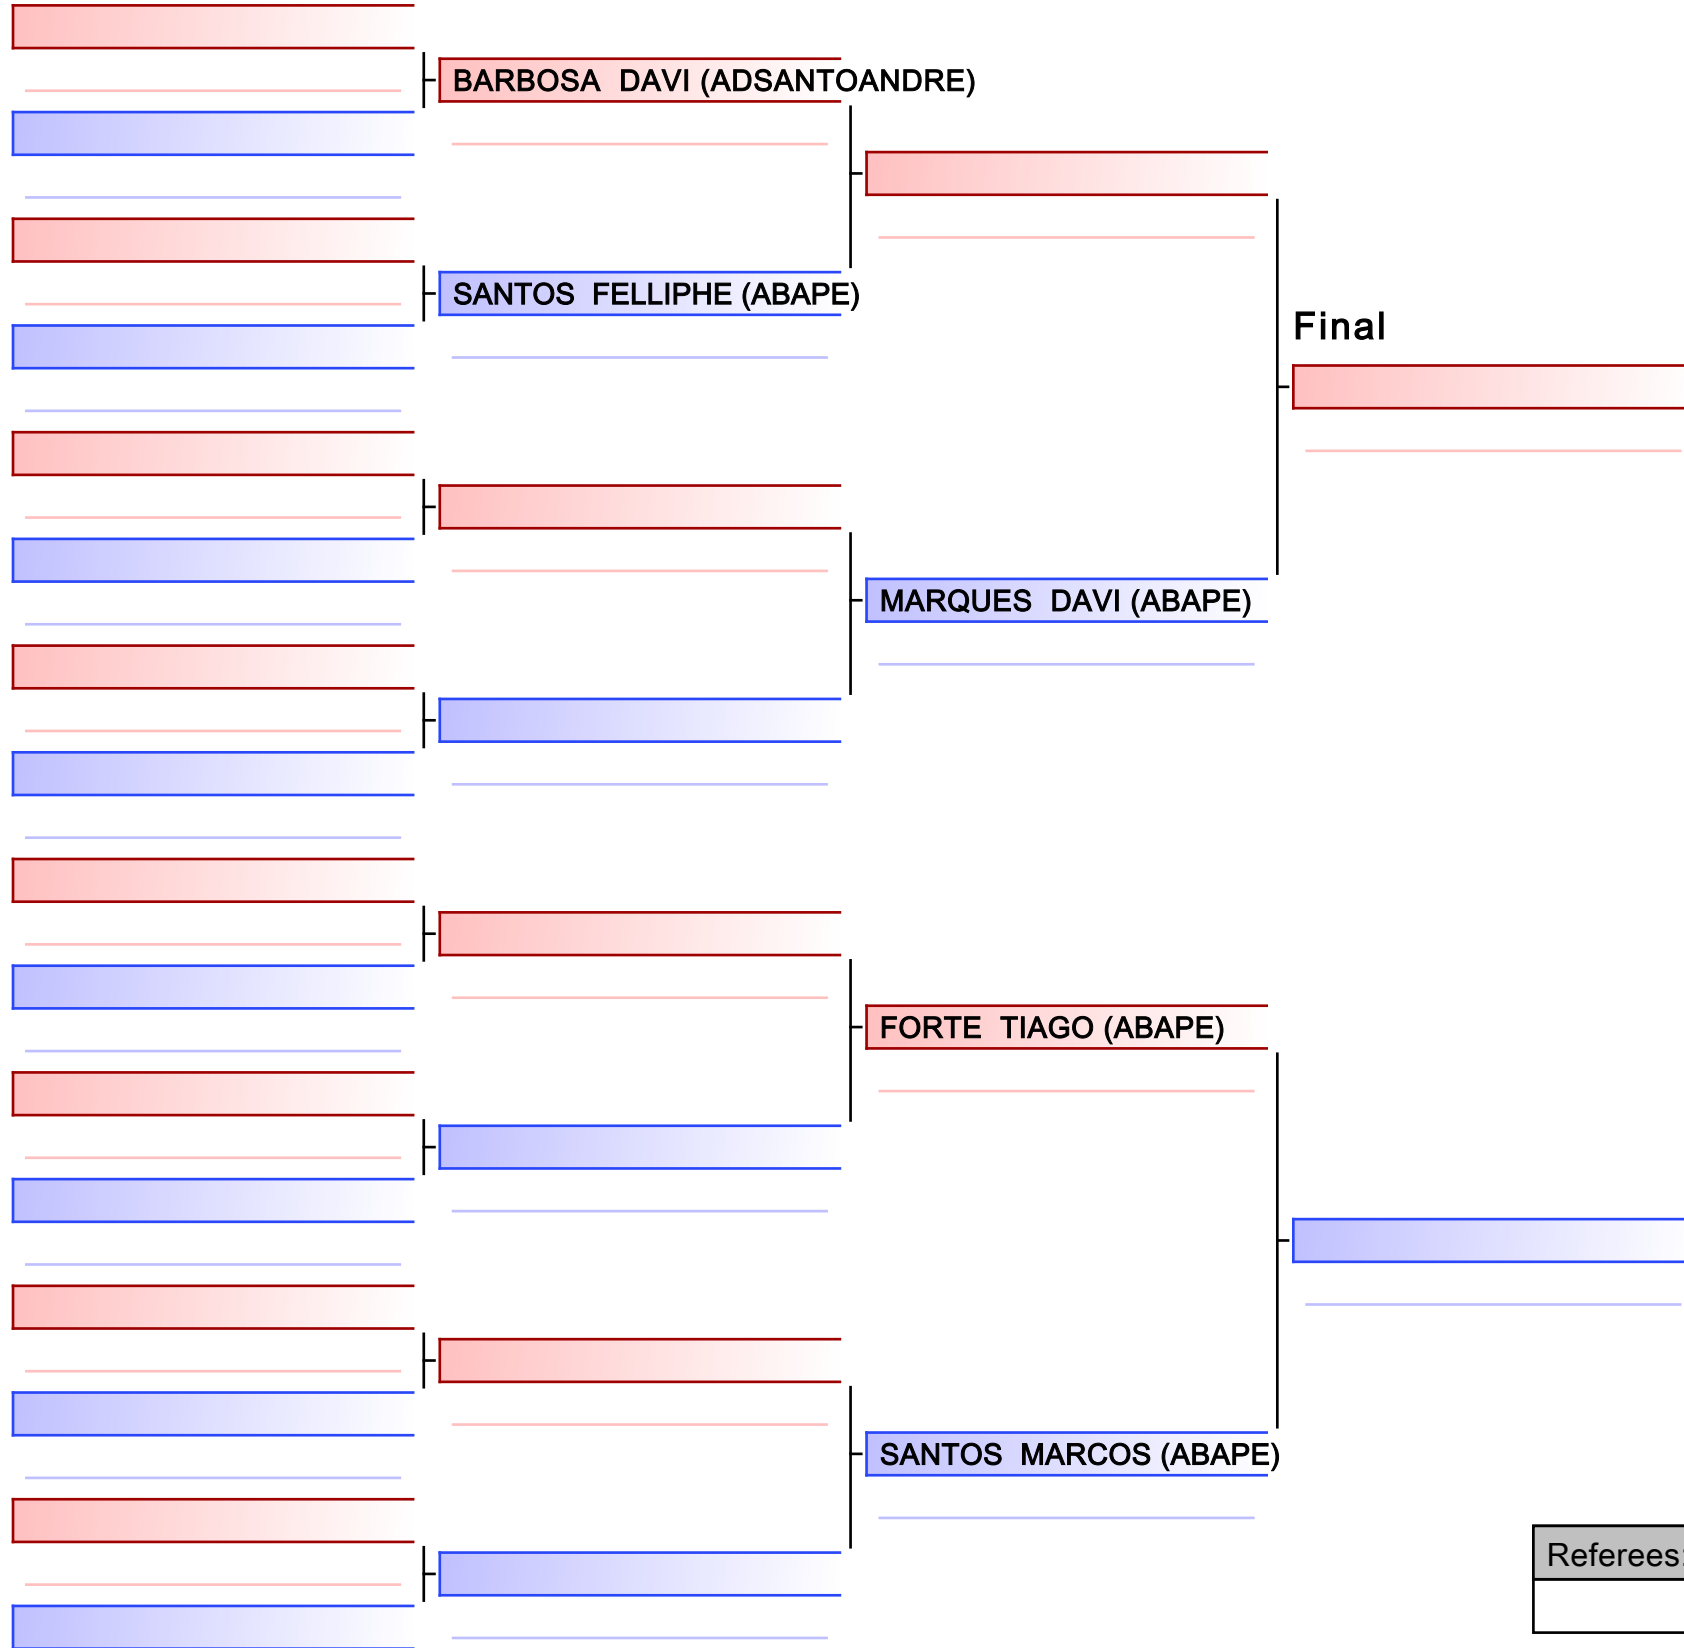 BARBOSA DAVI (ADSANTOANDRE)
SANTOS FELLIPHE (ABAPE)
Final
MARQUES DAVI (ABAPE)
FORTE TIAGO (ABAPE)
SANTOS MARCOS (ABAPE)
Referees: